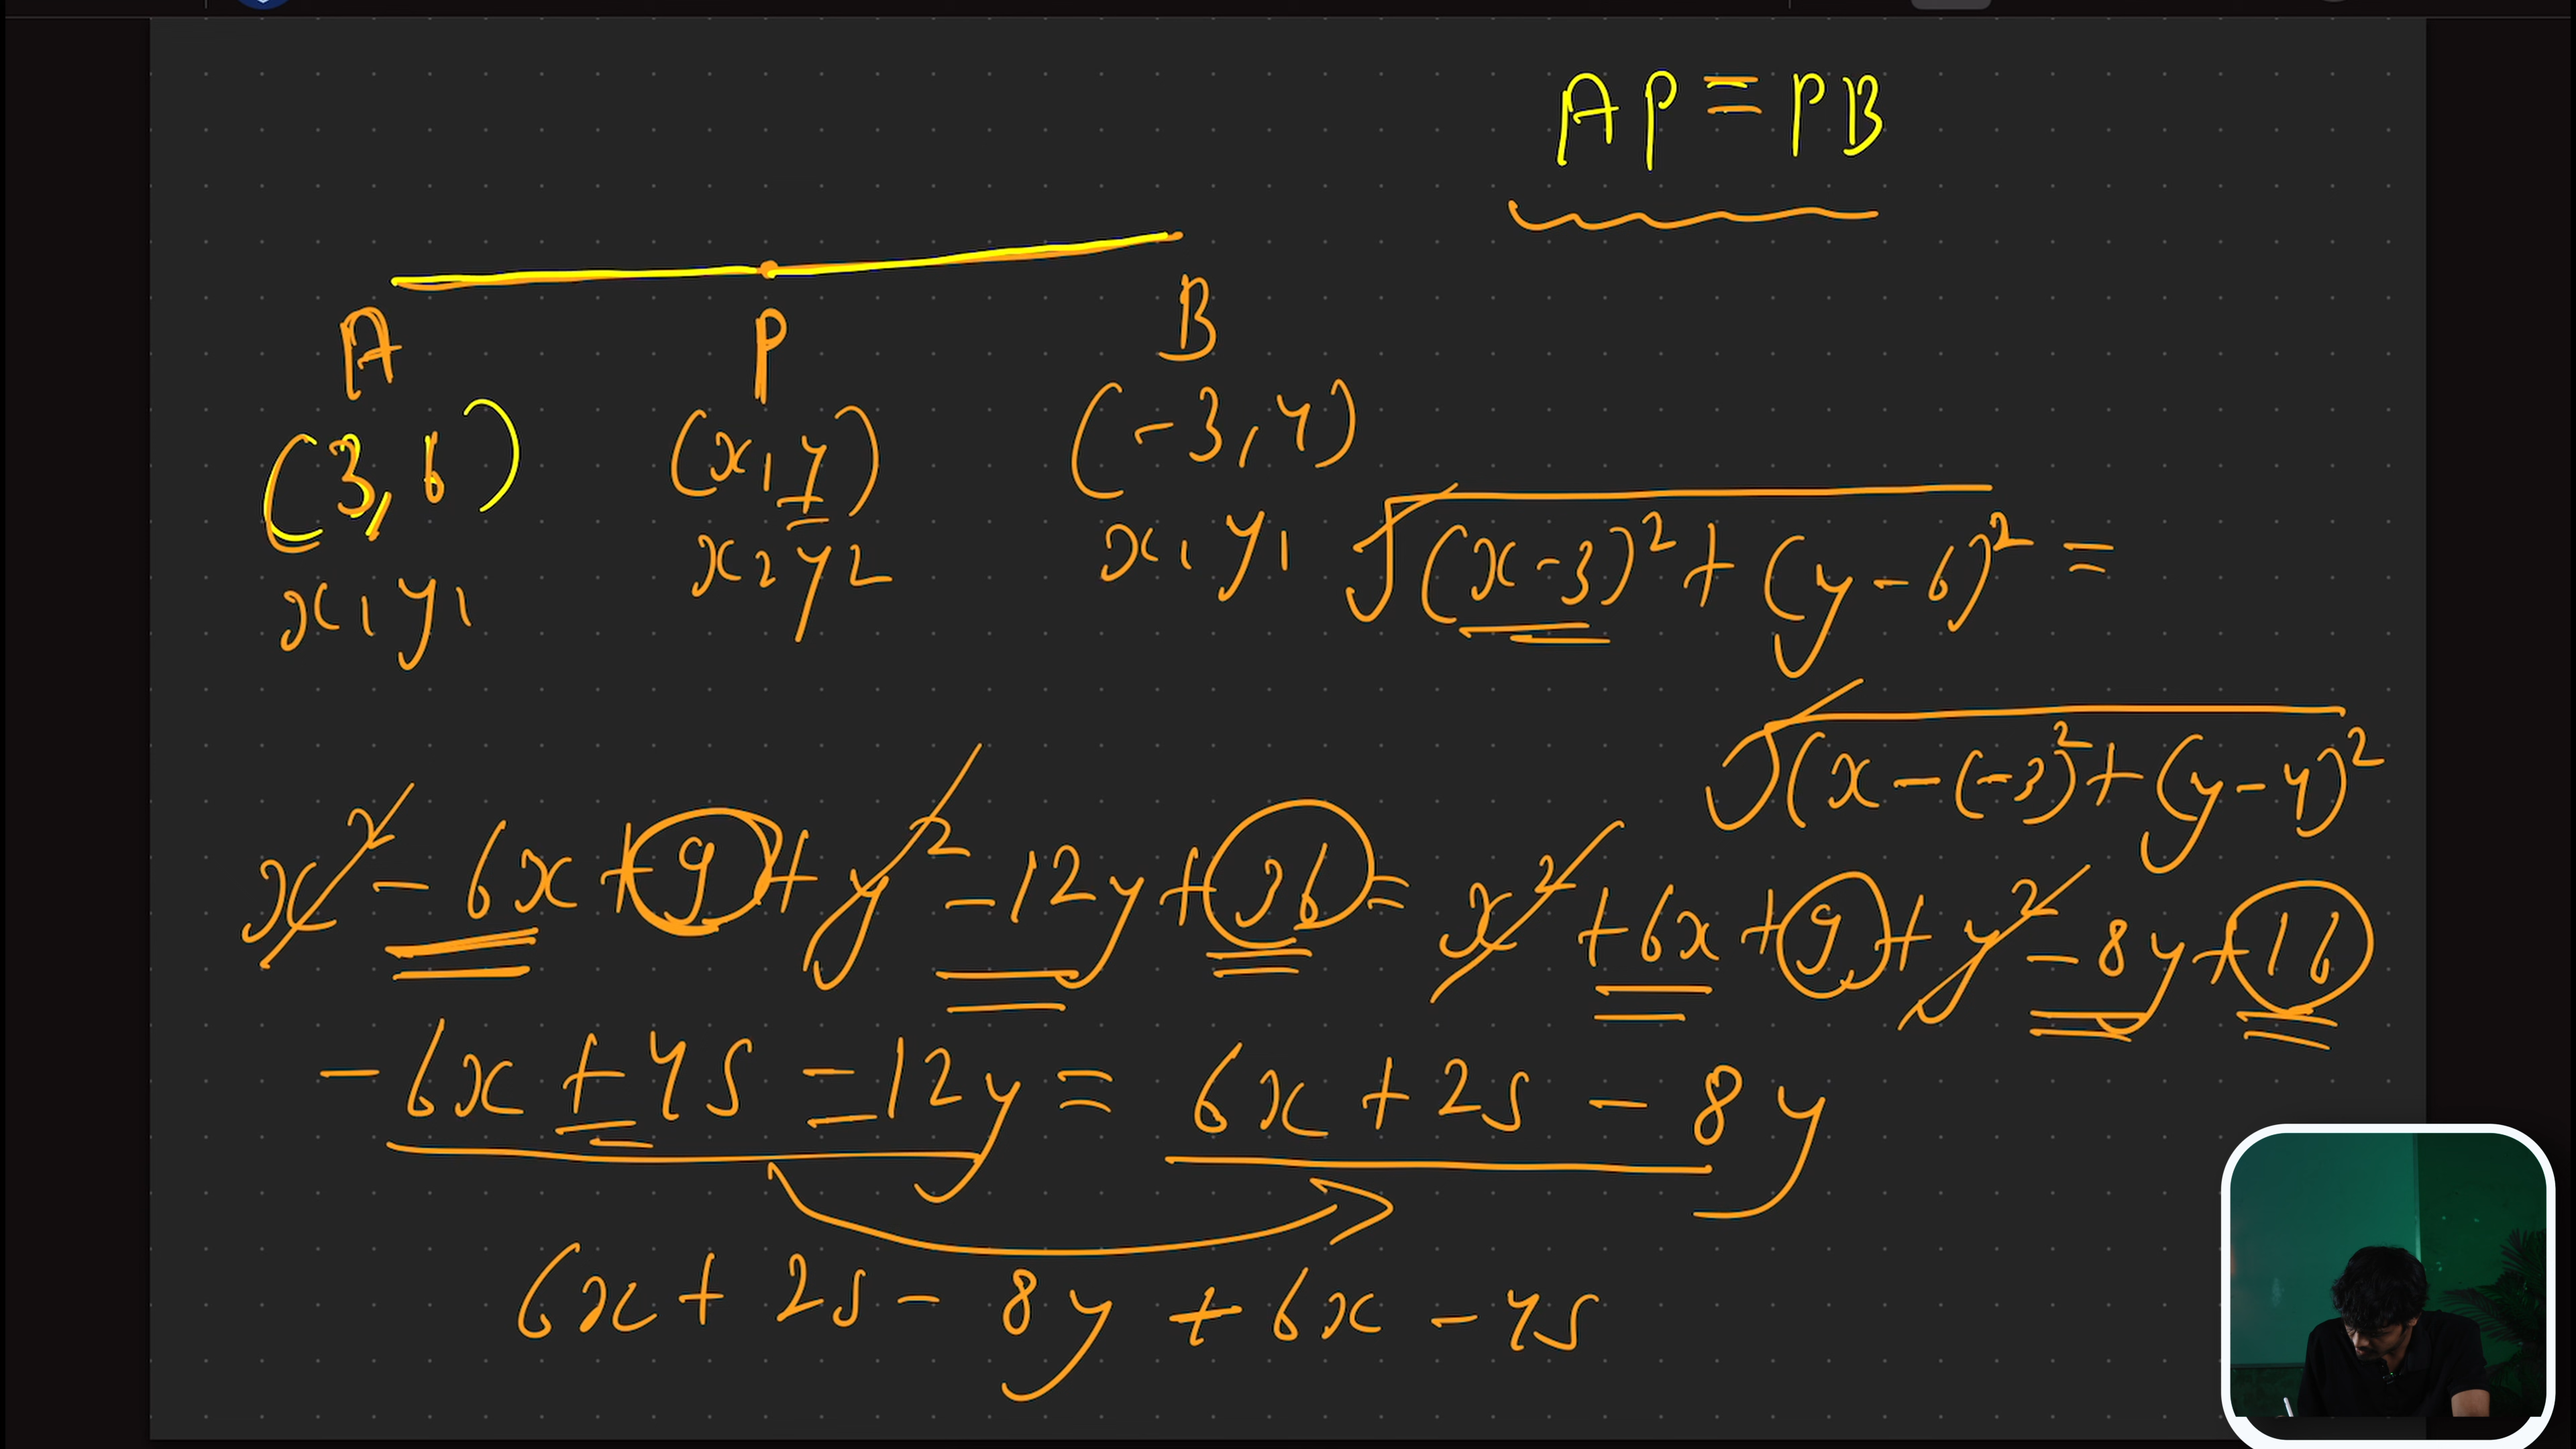 AP = PB
A P B
(3, 6) (x, y) (-3, 4)
x1 y1 x2 y2 x1 y1
√(x-3)² + (y-6)² =
√(x-(-3)² + (y-4)²
x² - 6x + 9 + y² - 12y + 36 = x² + 6x + 9 + y² - 8y + 16
-6x + 45 - 12y = 6x + 25 - 8y
6x + 25 - 8y + 6x - 45